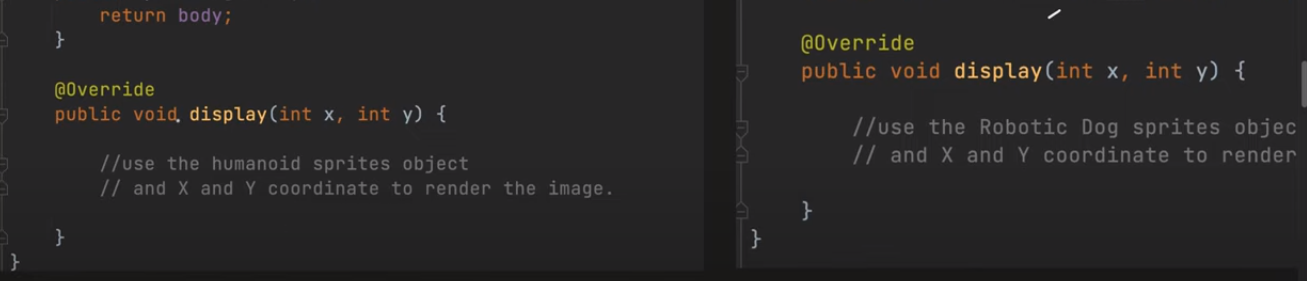 return body;
}
@Override
public void display(int x, int y) {
//use the humanoid sprites object
// and X and Y coordinate to render the image.
}
}
@Override
public void display(int x, int y) {
//use the Robotic Dog sprites objec
// and X and Y coordinate to render
}
}